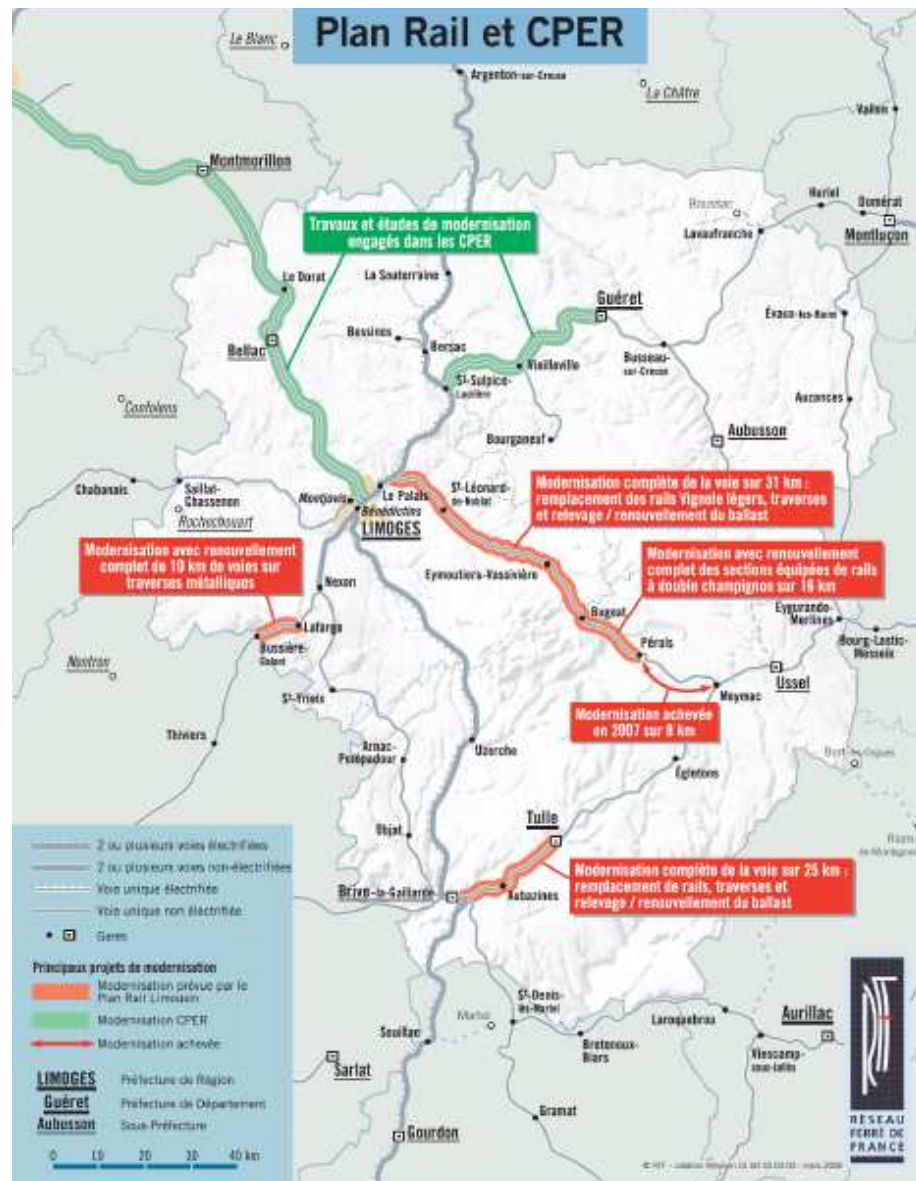 Plan Rail et CPER
Le Blanc
Argenton-sur-Creuse
La Châtre
Vallon
Montmorillon
Huriel
Domérat
Boussac
Lavaufranche
Montluçon
Travaux et études de modernisation
engagés dans les CPER
Le Dorat
La Souterraine
Guéret
Évaux-les-Bains
Bellac
Bessines
Bersac
Vieilleville
Busseau-
sur-Creuse
St-Sulpice-
Laurière
Auzances
Confolens
Bourganeuf
Aubusson
Chabanais
Saillat-
Chassenon
Rochechouart
Montjovis
Le Palais
Bénédictins
LIMOGES
St-Léonard-
de-Noblat
Modernisation complète de la voie sur 31 km :
remplacement des rails Vignole légers, traverses
et relevage / renouvellement du ballast
Modernisation avec renouvellement
complet de 10 km de voies sur
traverses métalliques
Eymoutiers-Vassivière
Modernisation avec renouvellement
complet des sections équipées de rails
à double champignon sur 16 km
Nexon
Lafarge
Bussière-
Galant
Bugeat
Pérols
Eygurande-
Merlines
Bourg-Lastic-
Messeix
Nontron
Ussel
Meymac
St-Yrieix
Modernisation achevée
en 2007 sur 8 km
Thiviers
Arnac-
Pompadour
Uzerche
Égletons
Bort-les-Orgues
Objat
Tulle
Modernisation complète de la voie sur 25 km :
remplacement de rails, traverses et
relevage / renouvellement du ballast
Brive-la-Gaillarde
Aubazines
2 ou plusieurs voies électrifiées
2 ou plusieurs voies non-électrifiées
Voie unique électrifiée
Voie unique non électrifiée
Gares
Principaux projets de modernisation
Modernisation prévue par le
Plan Rail Limousin
Modernisation CPER
Modernisation achevée
LIMOGES Préfecture de Région
Guéret Préfecture de Département
Aubusson Sous-Préfecture
0 10 20 30 40 km
Souillac
Martel
St-Denis-
lès-Martel
Bretenoux-
Biars
Laroquebrou
Aurillac
Viescamp-
sous-Jallès
Sarlat
Gramat
Gourdon
RÉSEAU
FERRÉ DE
FRANCE